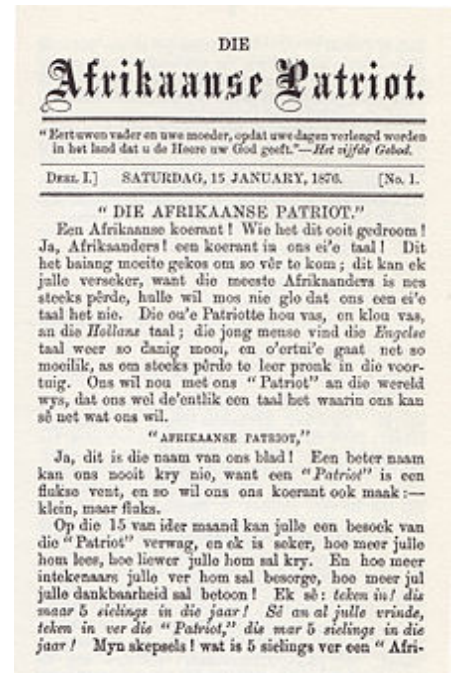 DIE
Afrikaanse Patriot.
"Eert uwen vader en uwe moeder, opdat uwe dagen verlengd worden
in het land dat u de Heere uw God geeft."—Het vijfde Gebod.
DEEL I.] SATURDAG, 15 JANUARY, 1876. [No. 1.
"DIE AFRIKAANSE PATRIOT."
Een Afrikaanse koerant! Wie het dit ooit gedroom!
Ja, Afrikaanders! een koerant in ons ei'e taal! Dit
het baiang moeite gekos om so vêr te kom; dit kan ek
julle verseker, want die meeste Afrikaanders is nes
steeks pêrde, hulle wil mos nie glo dat ons een ei'e
taal het nie. Die ou'e Patriotte hou vas, en klou vas,
an die Hollans taal; die jong mense vind die Engelse
taal weer so danig mooi, en o'ertui'e gaat net so
moeilik, as om steeks pêrde te leer pronk in die voor-
tuig. Ons wil nou met ons "Patriot" an die wereld
wys, dat ons wel de'entlik een taal het waarin ons kan
sê net wat ons wil.
"AFRIKAANSE PATRIOT,"
Ja, dit is die naam van ons blad! Een beter naam
kan ons nooit kry nie, want een "Patriot" is een
flukse vent, en so wil ons ons koerant ook maak:—
klein, maar fluks.
Op die 15 van ider maand kan julle een besoek van
die "Patriot" verwag, en ek is seker, hoe meer julle
hom lees, hoe liewer julle hom sal kry. En hoe meer
intekenaars julle ver hom sal besorge, hoe meer jul
julle dankbaarheid sal betoon! Ek sê: teken in! dis
maar 5 sielings in die jaar! Sê an al julle vrinde,
teken in ver die "Patriot," dis mar 5 sielings in die
jaar! Myn skepsels! wat is 5 sielings ver een "Afri-